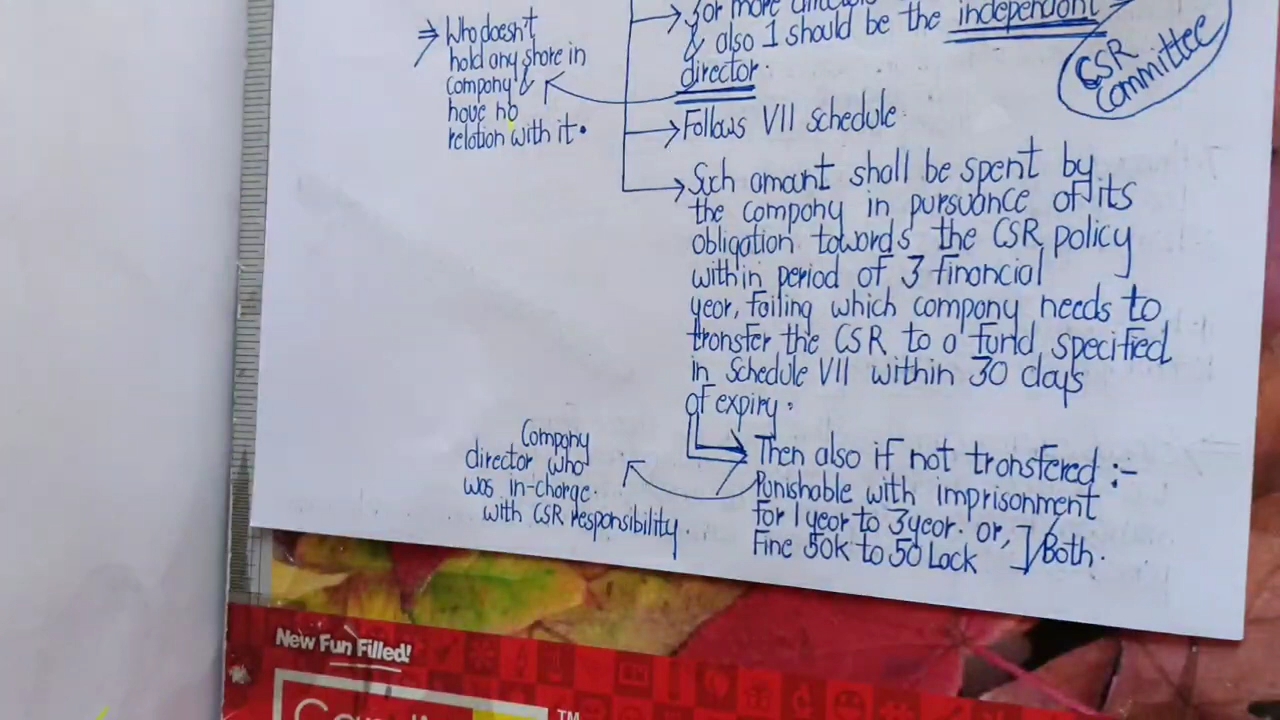 3 or more directors
& also 1 should be the independent
director.
⇒ Who doesn't
hold any share in
company &
have no
relation with it.
CSR
Committee
→ Follows VII schedule.
→ Such amount shall be spent by
the company in pursuance of its
obligation towards the CSR policy
within period of 3 financial
year, failing which company needs to
transfer the CSR to a fund specified
in Schedule VII within 30 days
of expiry.
Then also if not transfered :-
Punishable with imprisonment
for 1 year to 3 year. or,
Fine 50k to 50 Lack
Both.
Company
director who
was in-charge.
with CSR responsibility.
New Fun Filled!
TM